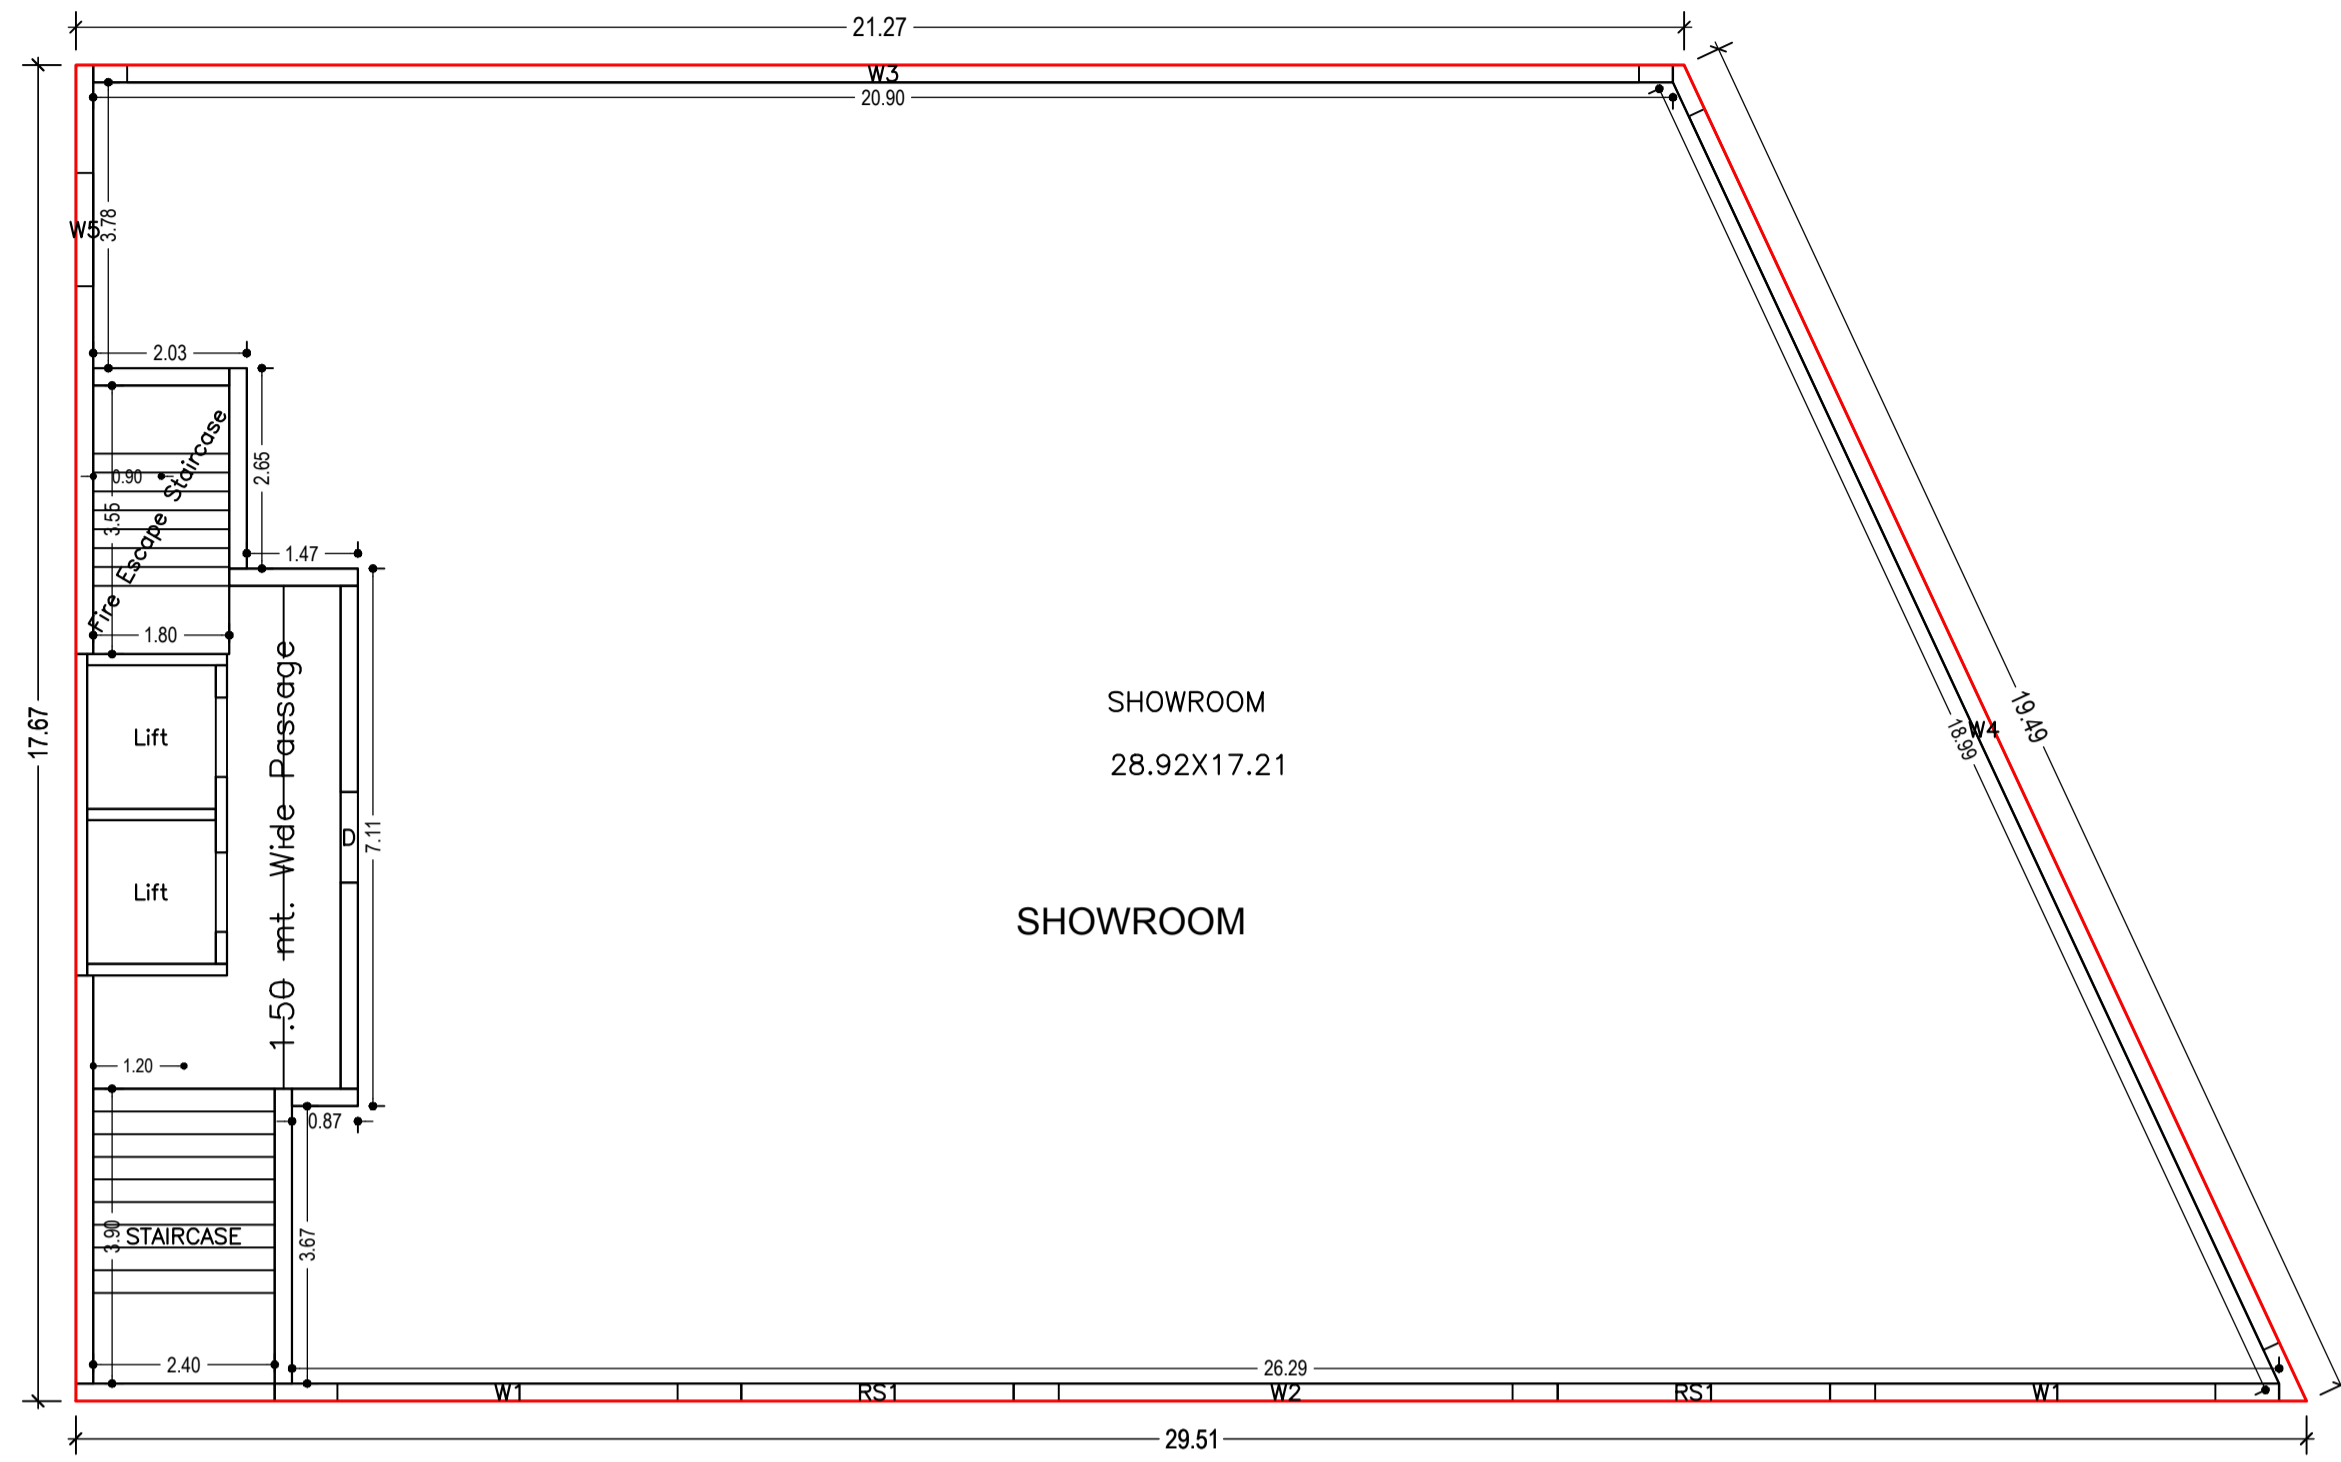 21.27
W3
20.90
W5
3.78
2.03
2.65
0.90
3.55
Fire Escape Staircase
1.47
1.80
1.50 mt. Wide Passage
Lift
Lift
D
7.11
17.67
SHOWROOM
28.92X17.21
SHOWROOM
W4
18.99
19.49
1.20
0.87
3.90
STAIRCASE
3.67
2.40
26.29
W1
RS1
W2
RS1
W1
29.51